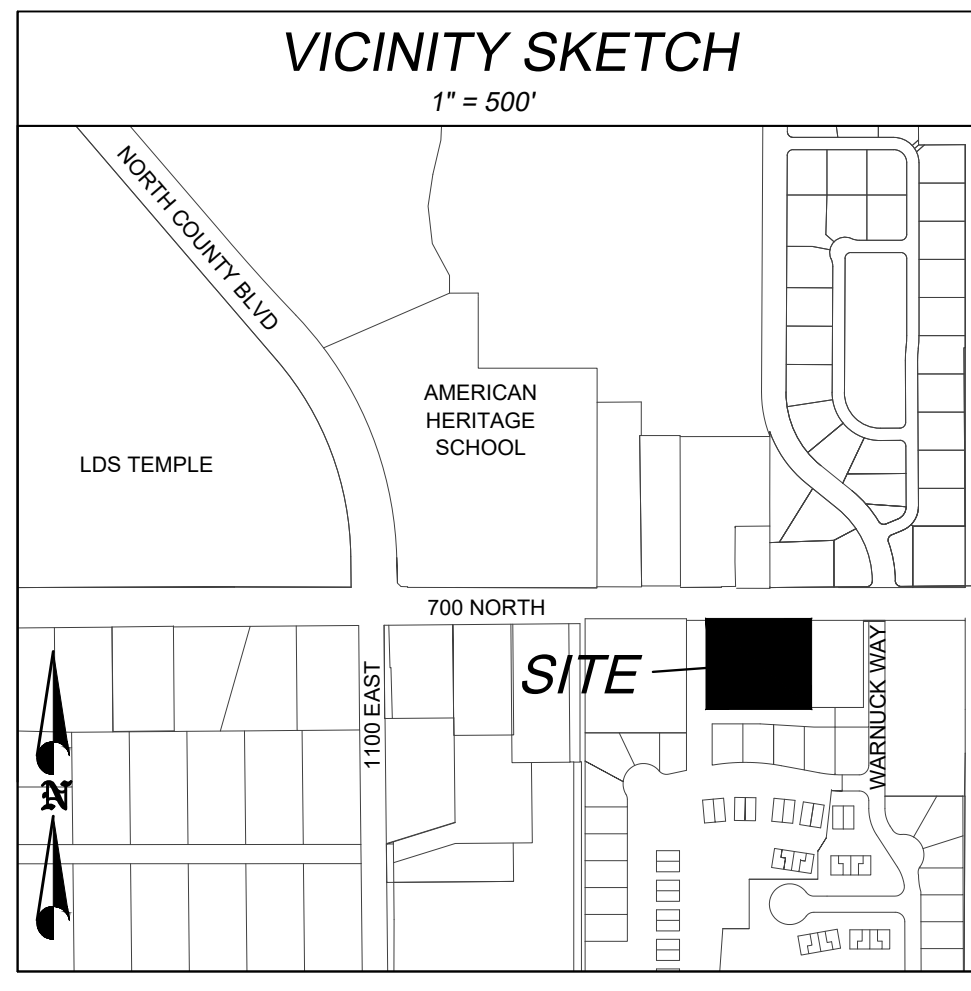 VICINITY SKETCH
1" = 500'
NORTH COUNTY BLVD
AMERICAN
HERITAGE
SCHOOL
LDS TEMPLE
700 NORTH
SITE
1100 EAST
WARNUCK WAY
N